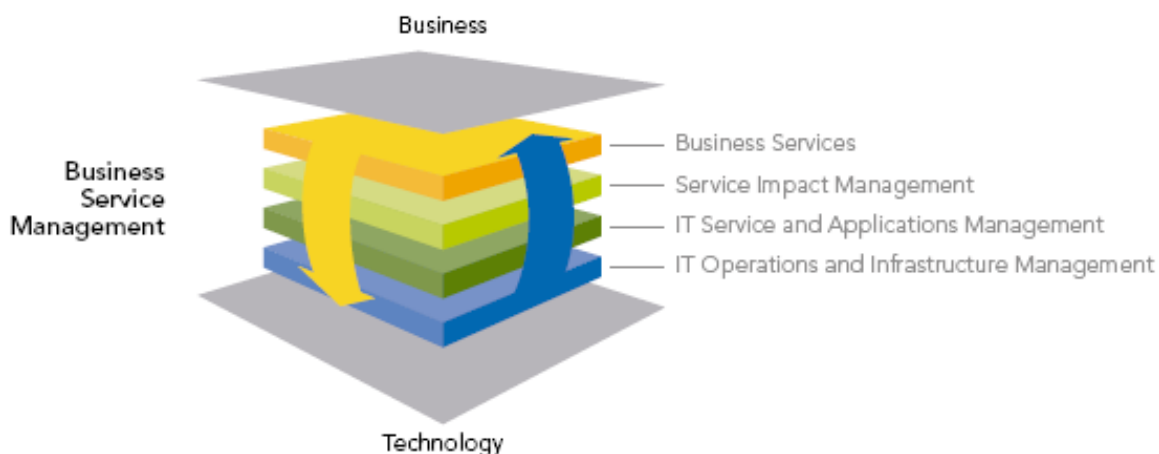 Business
Business
Service
Management
Business Services
Service Impact Management
IT Service and Applications Management
IT Operations and Infrastructure Management
Technology